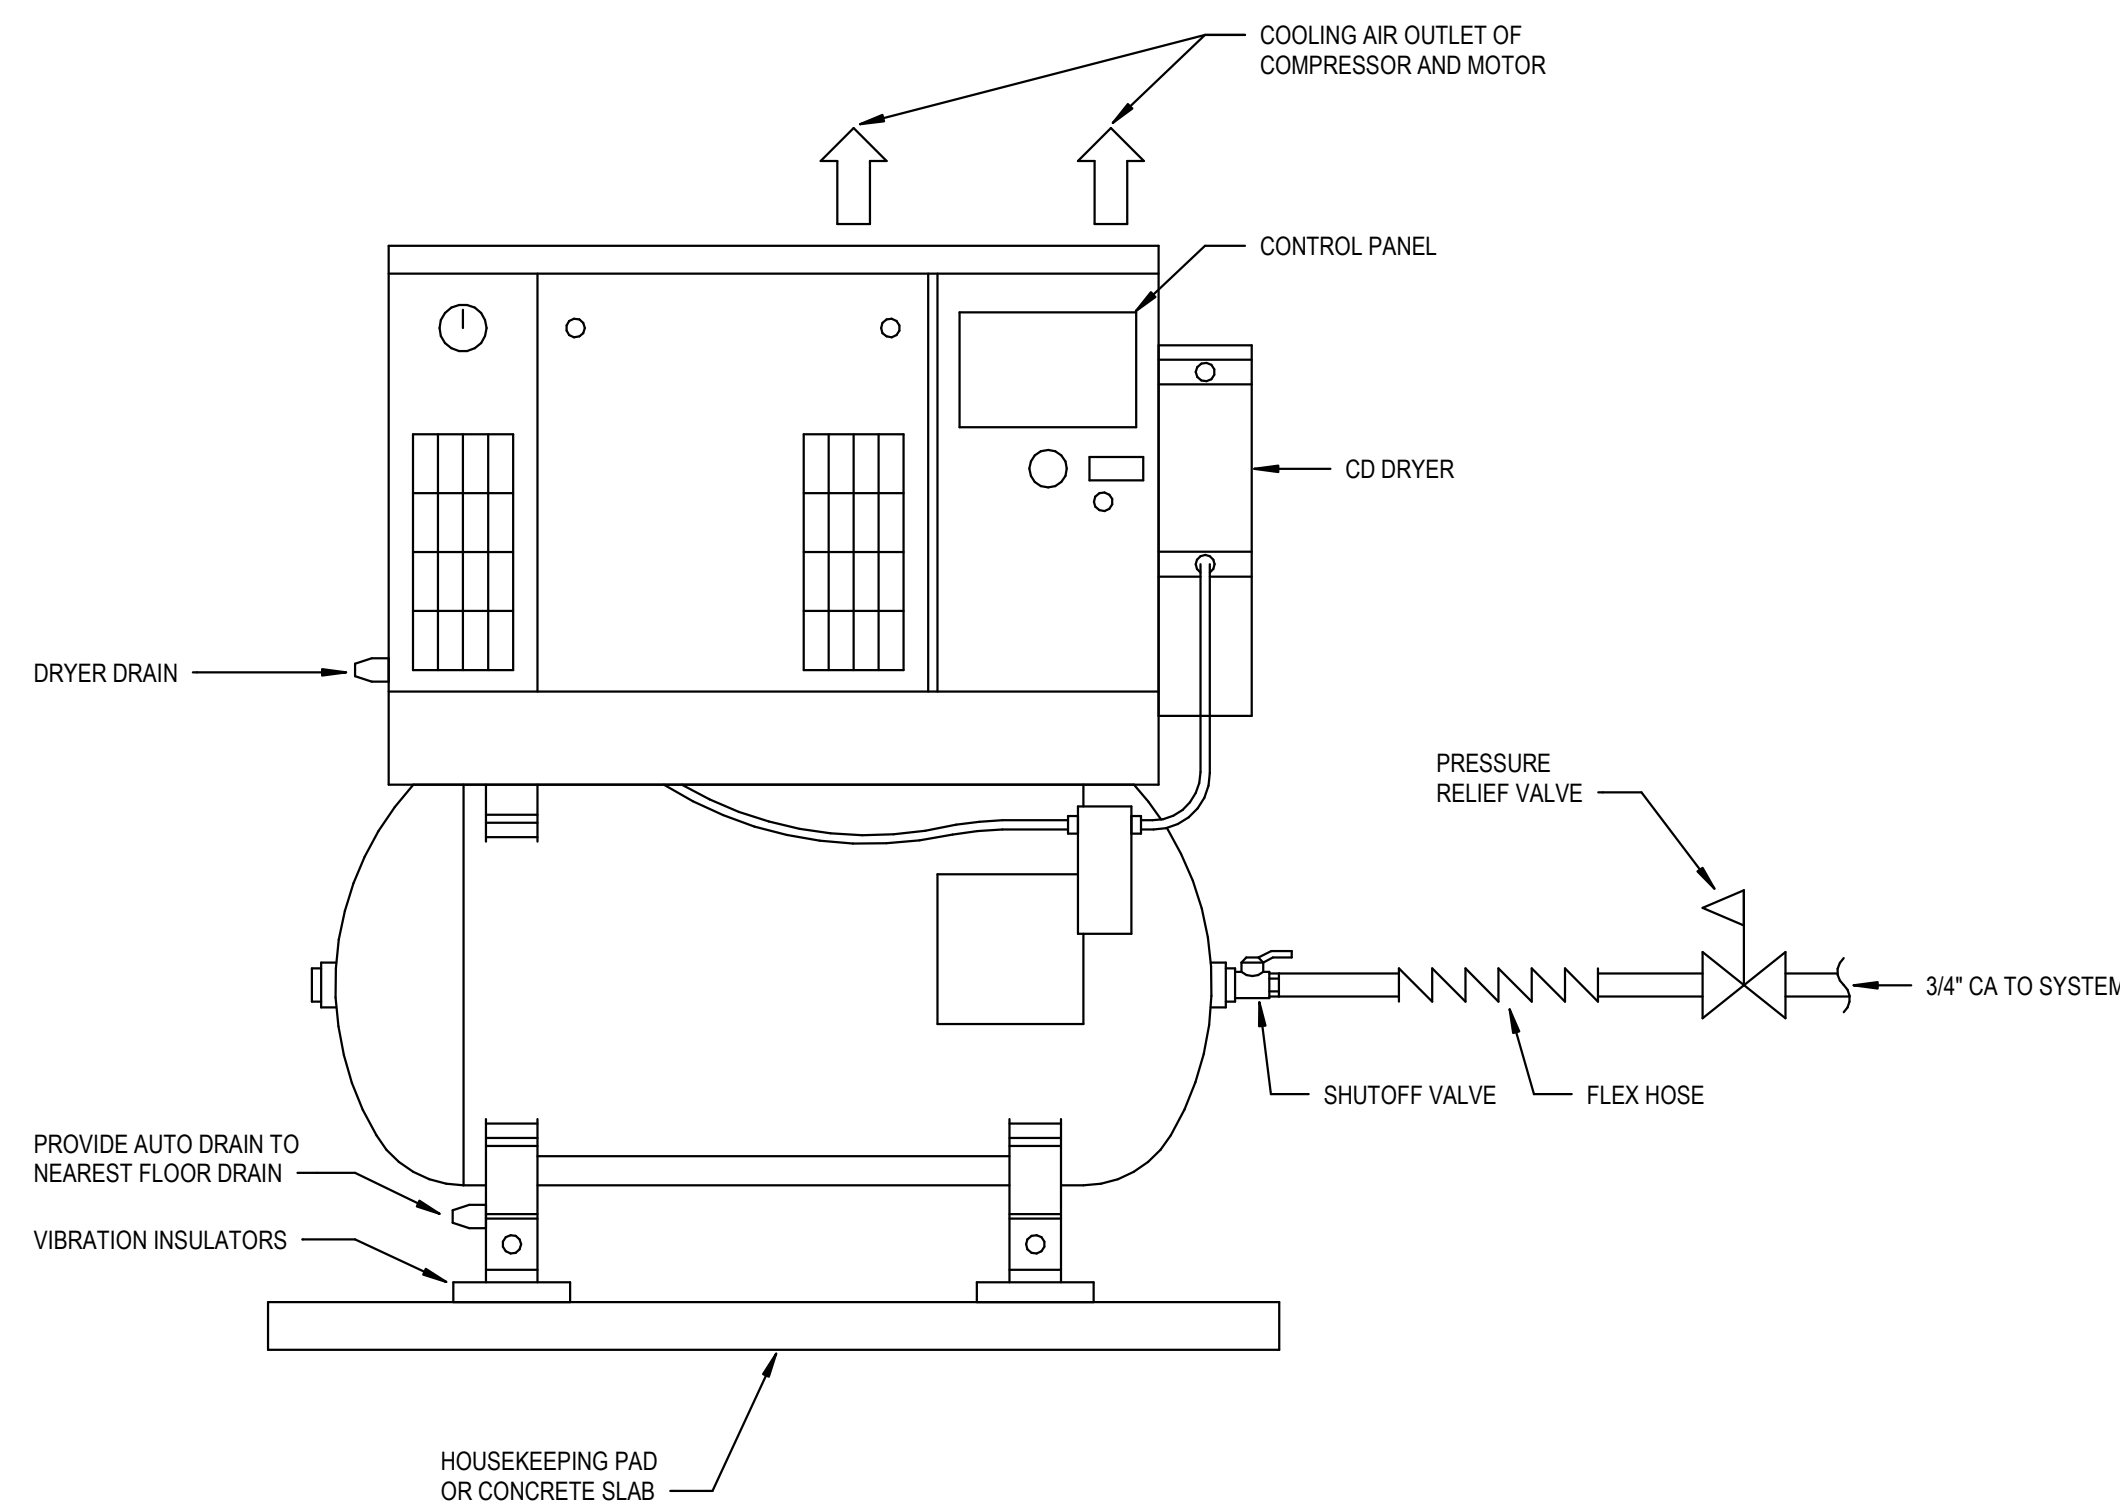 COOLING AIR OUTLET OF
COMPRESSOR AND MOTOR
CONTROL PANEL
CD DRYER
DRYER DRAIN
PRESSURE
RELIEF VALVE
3/4" CA TO SYSTEM
SHUTOFF VALVE
FLEX HOSE
PROVIDE AUTO DRAIN TO
NEAREST FLOOR DRAIN
VIBRATION INSULATORS
HOUSEKEEPING PAD
OR CONCRETE SLAB